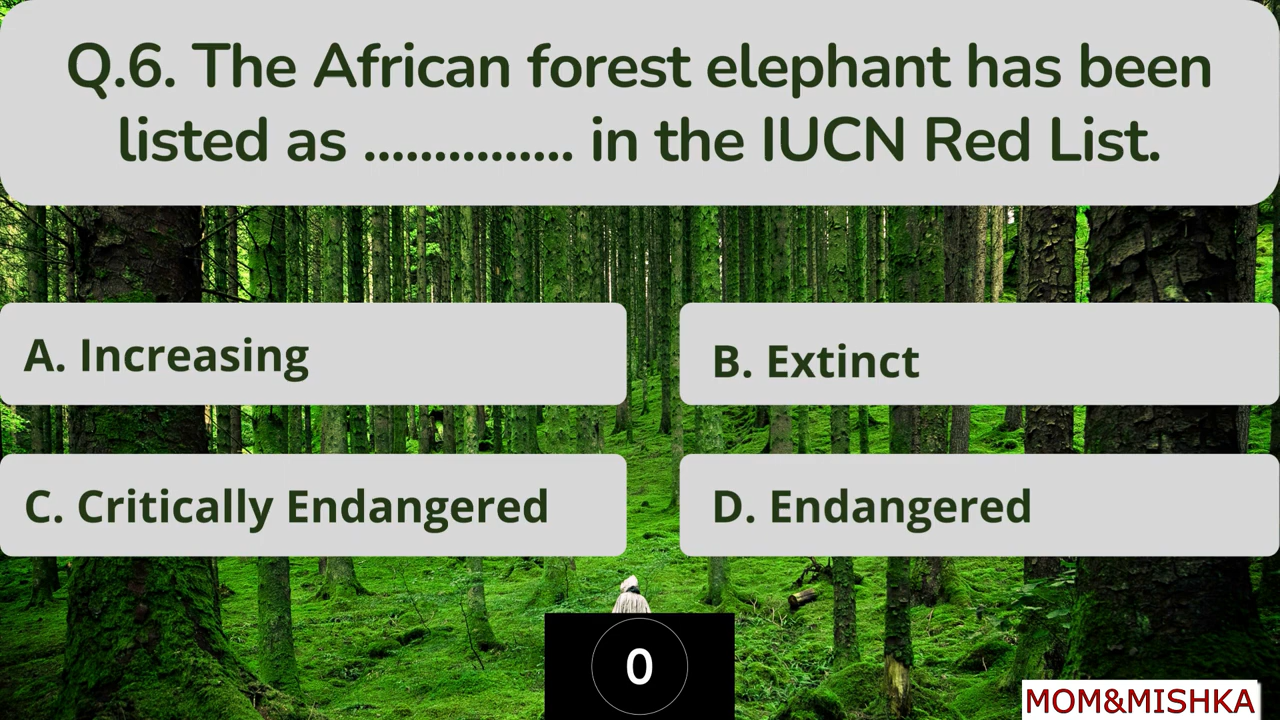 Q.6. The African forest elephant has been
listed as ............... in the IUCN Red List.
A. Increasing
B. Extinct
C. Critically Endangered
D. Endangered
0
MOM&MISHKA